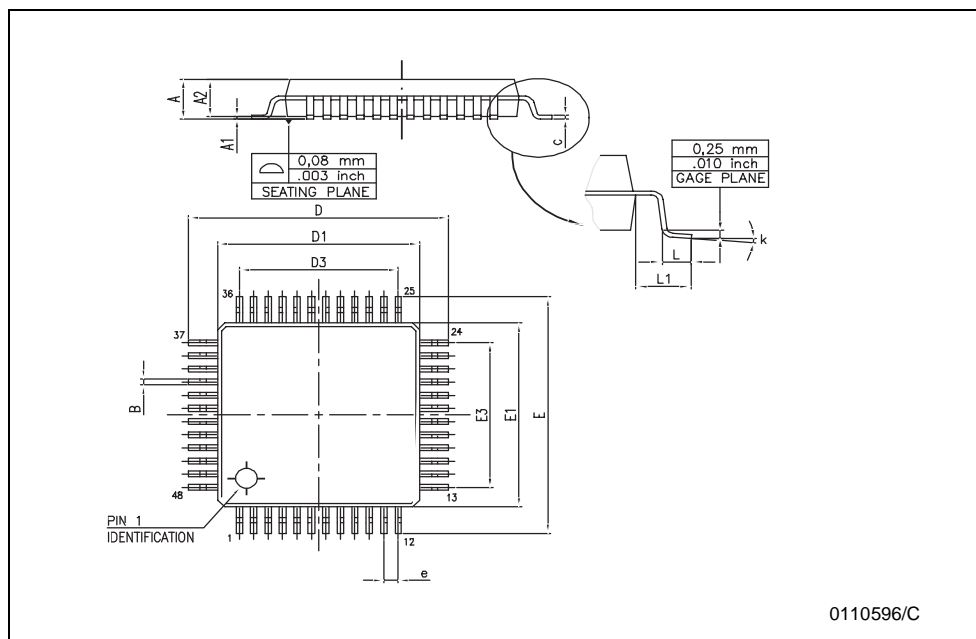 A
A2
A1
0,08 mm
.003 inch
SEATING PLANE
c
0,25 mm
.010 inch
GAGE PLANE
k
L
L1
D
D1
D3
36
25
37
24
B
E3
E1
E
48
13
PIN 1
IDENTIFICATION
1
12
e
0110596/C